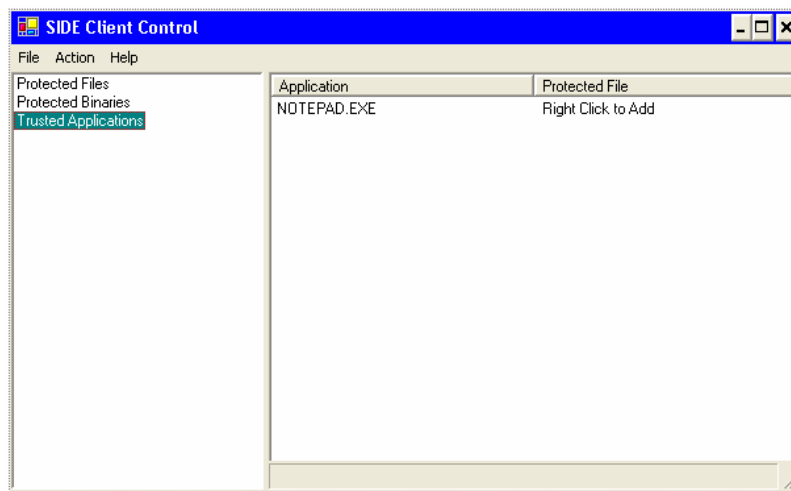 SIDE Client Control
File Action Help
Protected Files
Protected Binaries
Trusted Applications
Application Protected File
NOTEPAD.EXE Right Click to Add